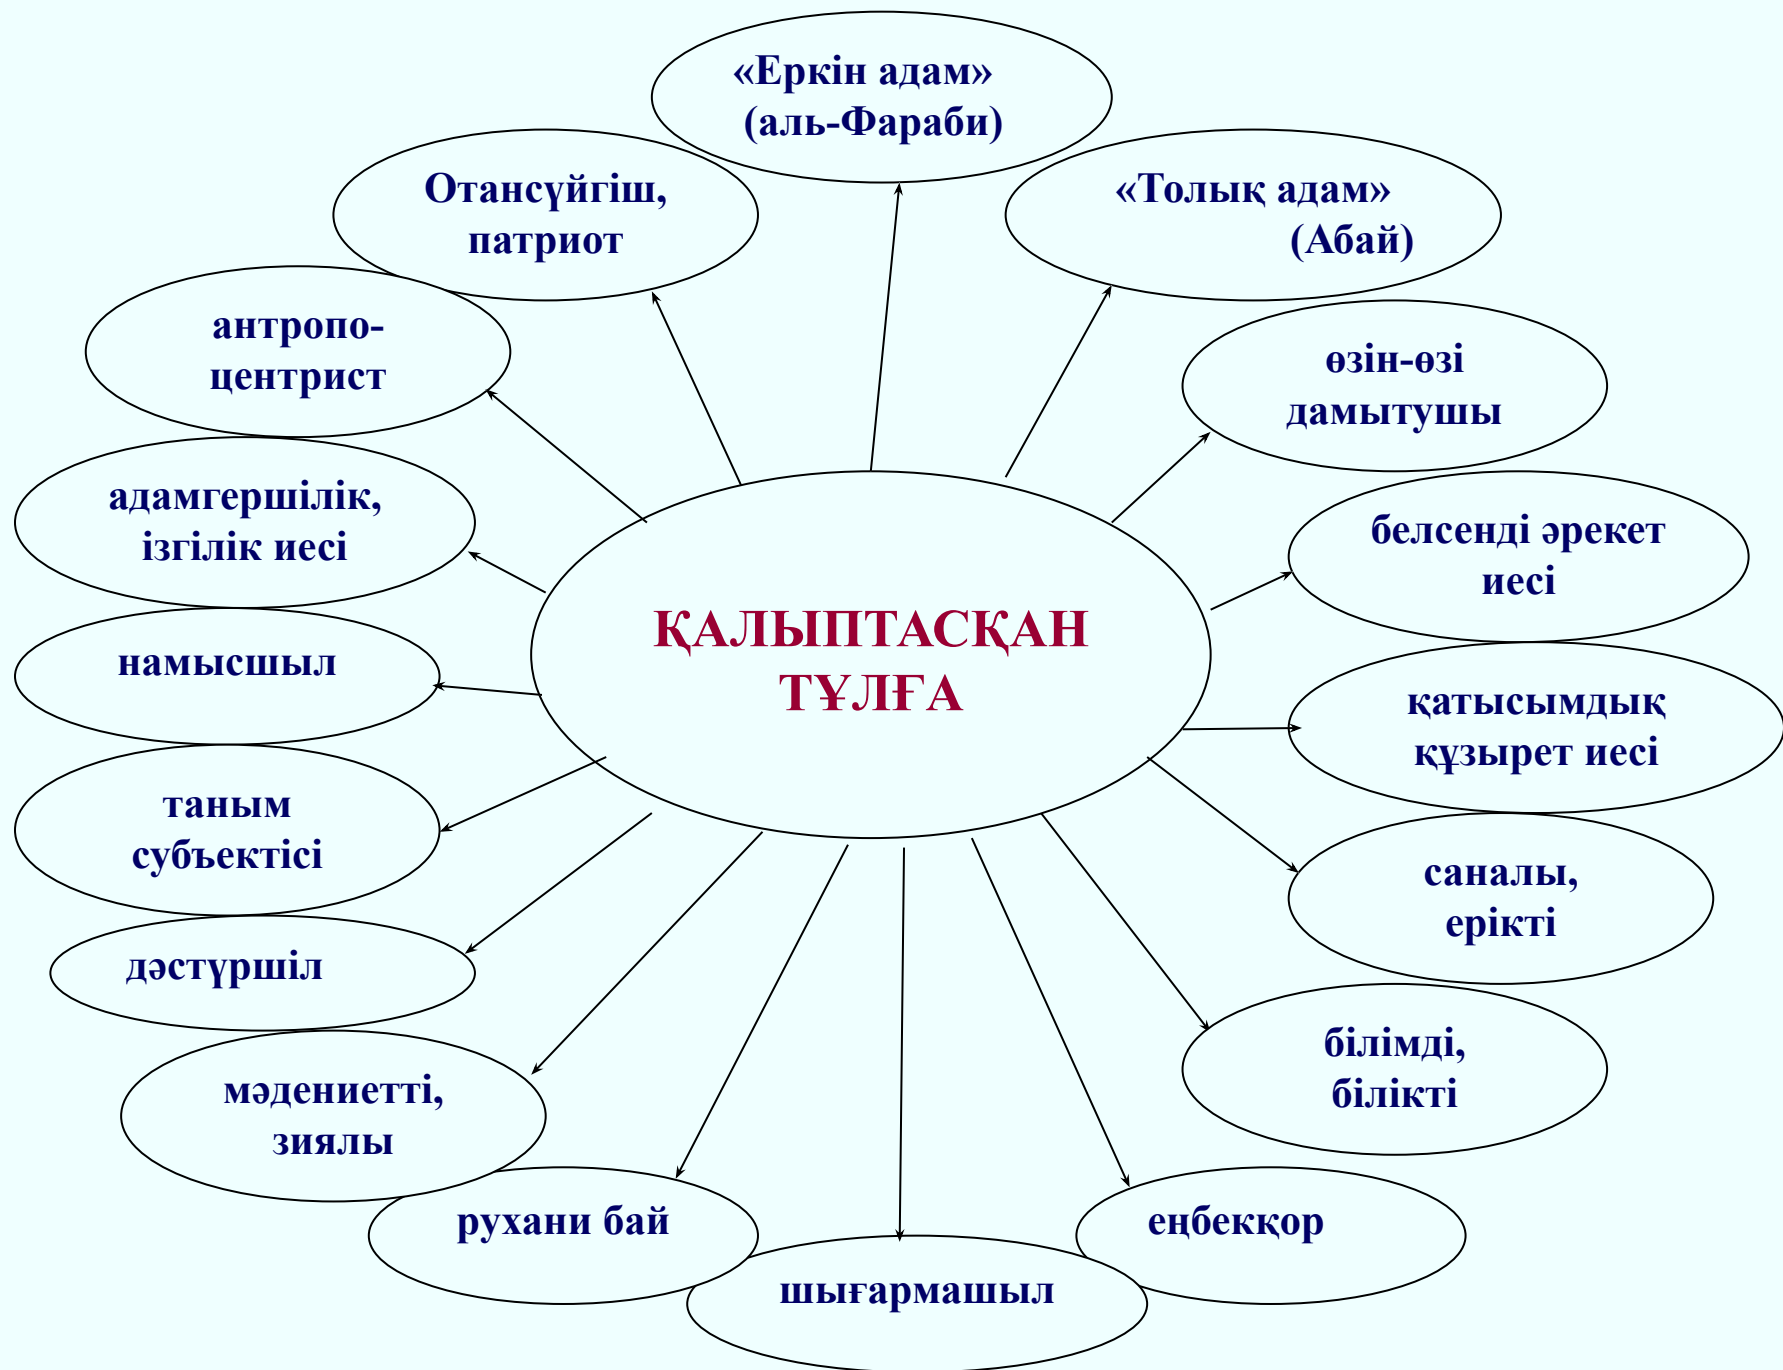 «Еркін адам»
(аль-Фараби)
Отансүйгіш,
патриот
«Толық адам»
(Абай)
антропо-
центрист
өзін-өзі
дамытушы
адамгершілік,
ізгілік иесі
белсенді әрекет
иесі
ҚАЛЫПТАСҚАН
ТҰЛҒА
намысшыл
қатысымдық
құзырет иесі
таным
субъектісі
саналы,
ерікті
дәстүршіл
білімді,
білікті
мәдениетті,
зиялы
рухани бай
еңбекқор
шығармашыл